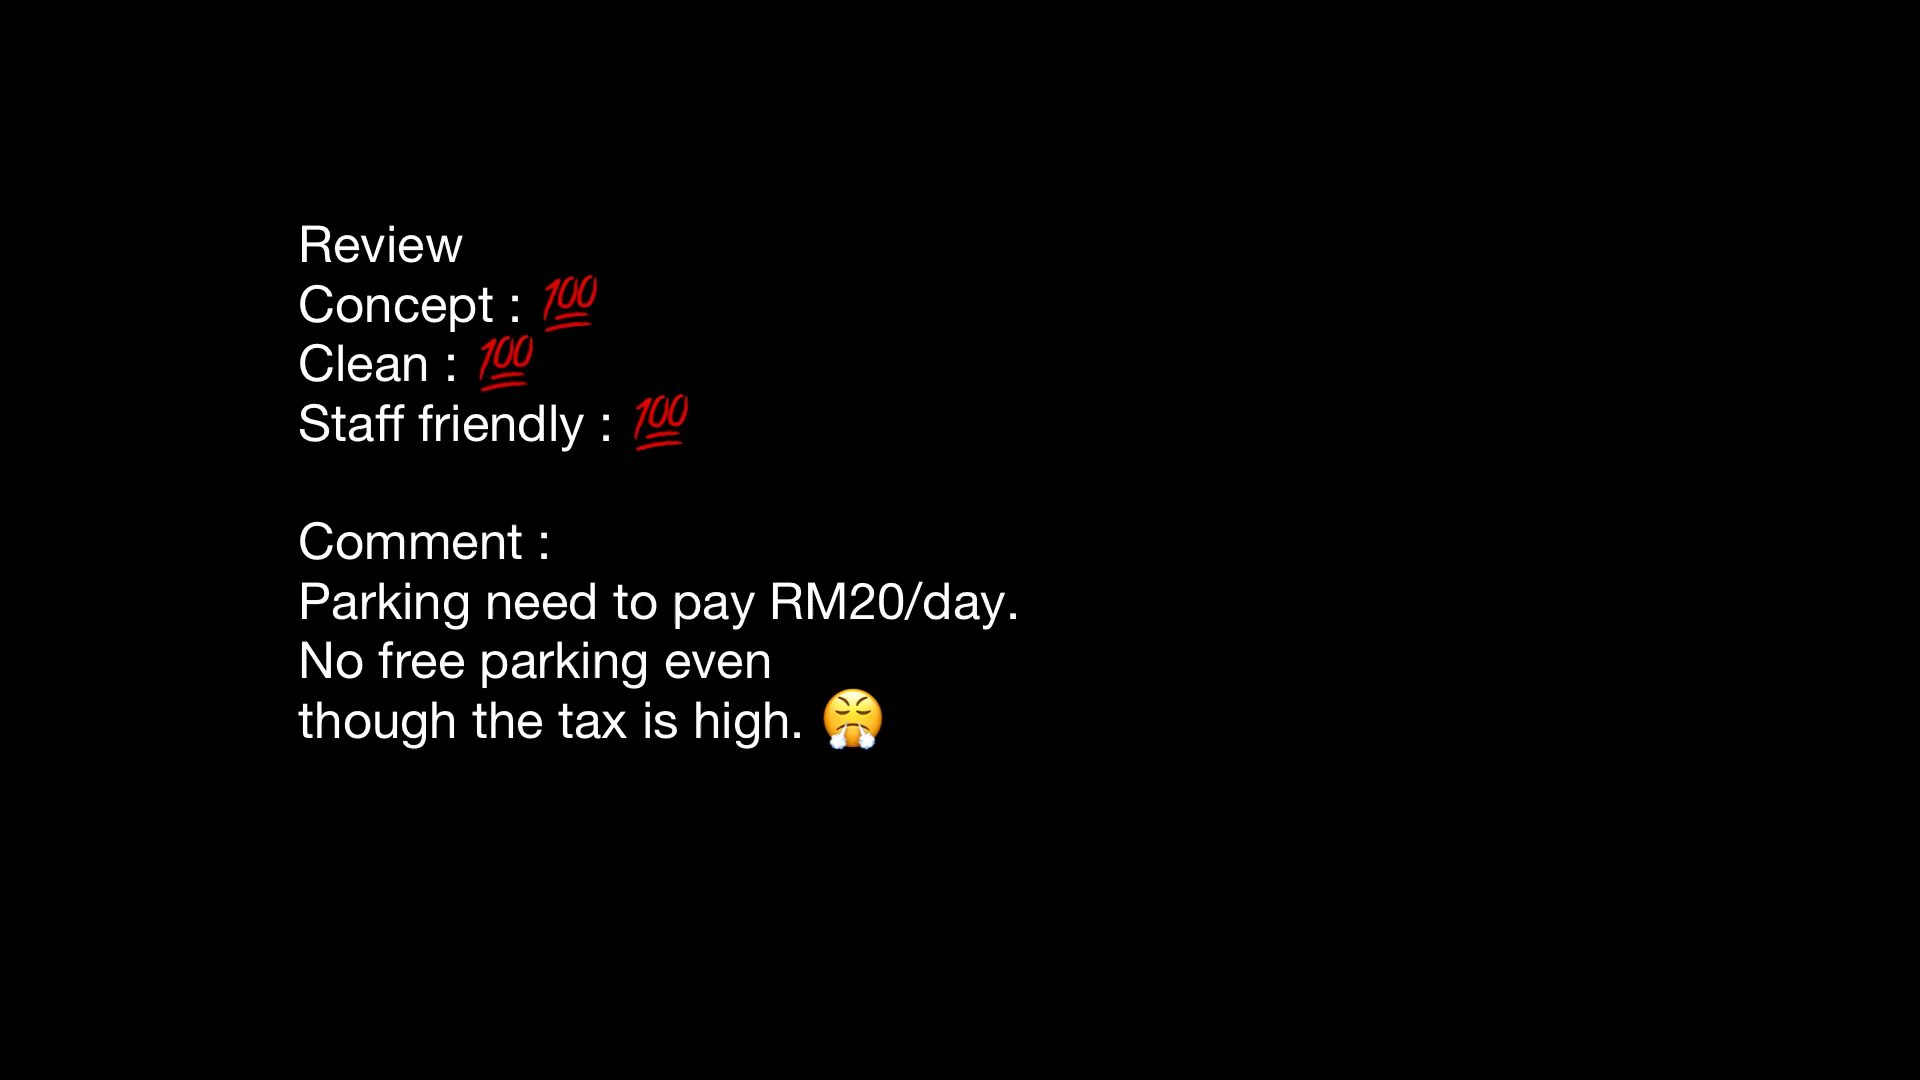 Review
Concept : 💯
Clean : 💯
Staff friendly : 💯
Comment :
Parking need to pay RM20/day.
No free parking even
though the tax is high. 😤